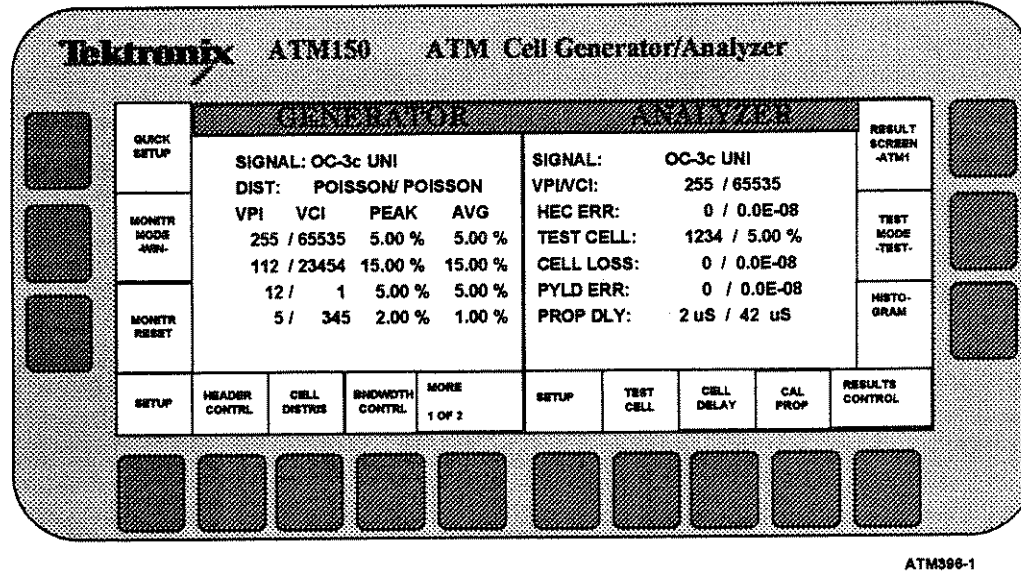 Tektronix ATM150 ATM Cell Generator/Analyzer
GENERATOR ANALYZER
QUICK
SETUP
MONITR
MODE
-WIN-
MONITR
RESET
SIGNAL: OC-3c UNI
DIST: POISSON/ POISSON
VPI VCI PEAK AVG
255 / 65535 5.00 % 5.00 %
112 / 23454 15.00 % 15.00 %
12 / 1 5.00 % 5.00 %
5 / 345 2.00 % 1.00 %
SIGNAL: OC-3c UNI
VPI/VCI: 255 / 65535
HEC ERR: 0 / 0.0E-08
TEST CELL: 1234 / 5.00 %
CELL LOSS: 0 / 0.0E-08
PYLD ERR: 0 / 0.0E-08
PROP DLY: 2 uS / 42 uS
RESULT
SCREEN
-ATM1
TEST
MODE
-TEST-
HISTO-
GRAM
SETUP
HEADER
CONTRL
CELL
DISTRIB
BNDWDTH
CONTRL
MORE
1 OF 2
SETUP
TEST
CELL
CELL
DELAY
CAL
PROP
RESULTS
CONTROL
ATM396-1